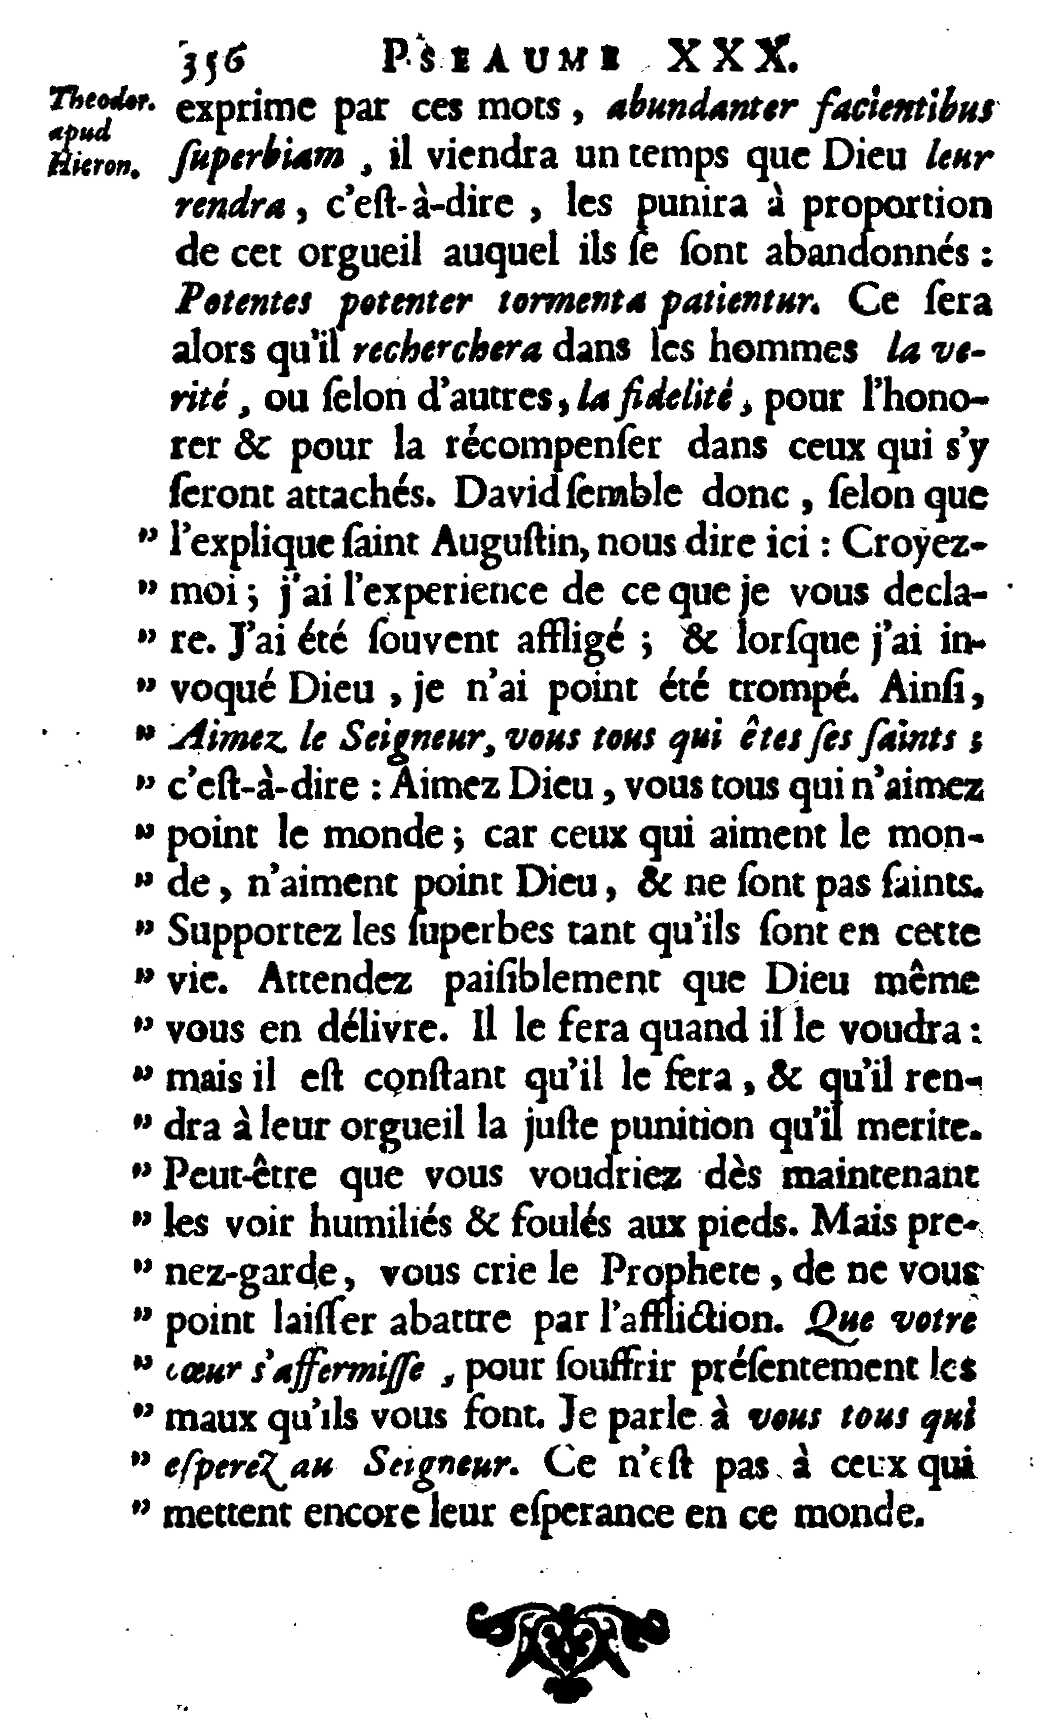 356 PSEAUME XXX.
Theodor.
apud
Hieron.
exprime par ces mots, abundanter facientibus
ſuperbiam, il viendra un temps que Dieu leur
rendra, c'eſt-à-dire, les punira à proportion
de cet orgueil auquel ils ſe ſont abandonnés :
Potentes potenter tormenta patientur. Ce ſera
alors qu'il recherchera dans les hommes la ve-
rité, ou ſelon d'autres, la fidelité, pour l'hono-
rer & pour la récompenſer dans ceux qui s'y
ſeront attachés. David ſemble donc, ſelon que
" l'explique ſaint Auguſtin, nous dire ici : Croyez-
" moi ; j'ai l'experience de ce que je vous decla-
" re. J'ai été ſouvent affligé ; & lorſque j'ai in-
" voqué Dieu, je n'ai point été trompé. Ainſi,
" Aimez le Seigneur, vous tous qui êtes ſes ſaints ;
" c'eſt-à-dire : Aimez Dieu, vous tous qui n'aimez
" point le monde ; car ceux qui aiment le mon-
" de, n'aiment point Dieu, & ne ſont pas ſaints.
" Supportez les ſuperbes tant qu'ils ſont en cette
" vie. Attendez paiſiblement que Dieu même
" vous en délivre. Il le fera quand il le voudra :
" mais il eſt conſtant qu'il le fera, & qu'il ren-
" dra à leur orgueil la juſte punition qu'il merite.
" Peut-être que vous voudriez dès maintenant
" les voir humiliés & foulés aux pieds. Mais pre-
" nez-garde, vous crie le Prophete, de ne vous
" point laiſſer abattre par l'affliction. Que votre
" cœur s'affermiſſe, pour ſouffrir préſentement les
" maux qu'ils vous font. Je parle à vous tous qui
" eſperez au Seigneur. Ce n'eſt pas à ceux qui
" mettent encore leur eſperance en ce monde.